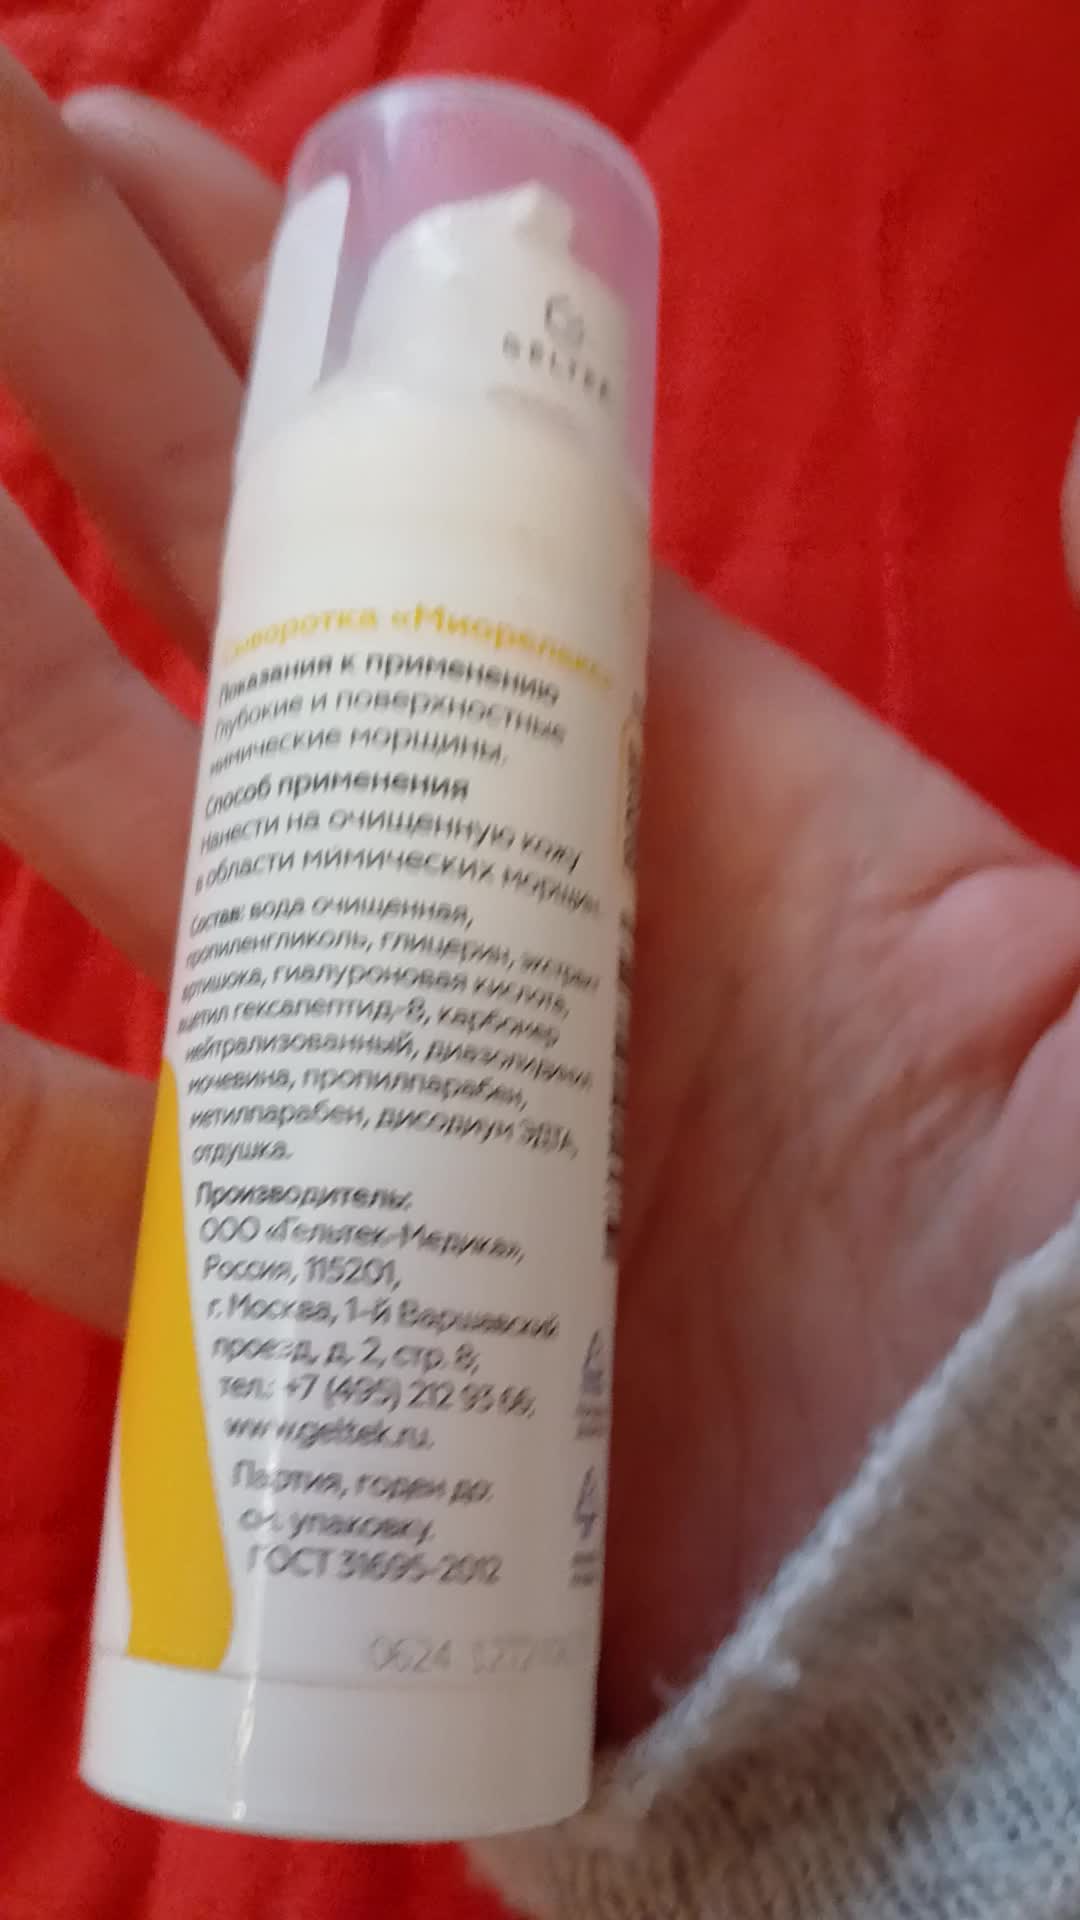 GELTEK
Сыворотка «Миорелакс»
Показания к применению
Глубокие и поверхностные
мимические морщины.
Способ применения
Нанести на очищенную кожу
в области мимических морщин.
Состав: вода очищенная,
пропиленгликоль, глицерин, экстракт
артишока, гиалуроновая кислота,
ацетил гексапептид-8, карбомер
нейтрализованный, диазолидинил
мочевина, пропилпарабен,
метилпарабен, дисодиум ЭДТА,
отдушка.
Производитель:
ООО «Гельтек-Медика»,
Россия, 115201,
г. Москва, 1-й Варшавский
проезд, д. 2, стр. 8;
тел.: +7 (495) 212 93 66,
www.geltek.ru.
Партия, годен до:
см. упаковку.
ГОСТ 31695-2012
0624